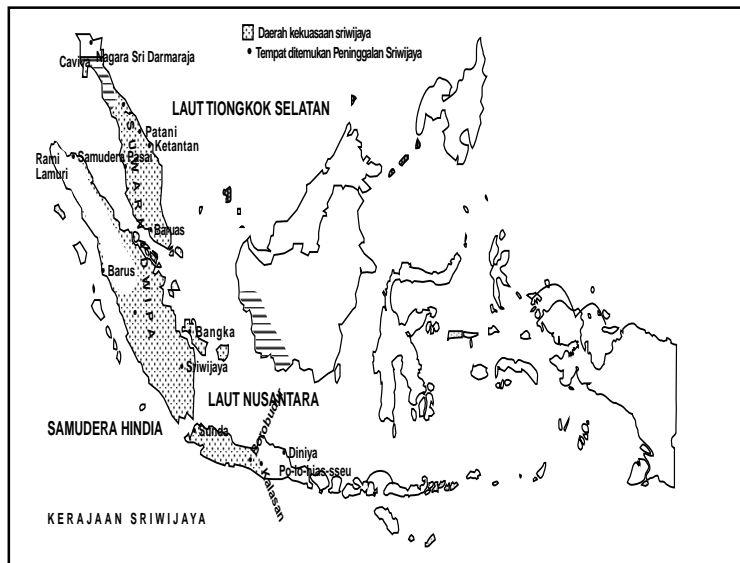 Daerah kekuasaan sriwijaya
Tempat ditemukan Peninggalan Sriwijaya
Nagara Sri Darmaraja
Caviya
LAUT TIONGKOK SELATAN
Patani
Ketantan
Samudera Pasai
Rami
Lamuri
SUWARNADWIPA
Baruas
Barus
Bangka
Sriwijaya
LAUT NUSANTARA
SAMUDERA HINDIA
Sunda
Borobudur
Diniya
Po-lo-hias-sseu
Kalasan
KERAJAAN SRIWIJAYA